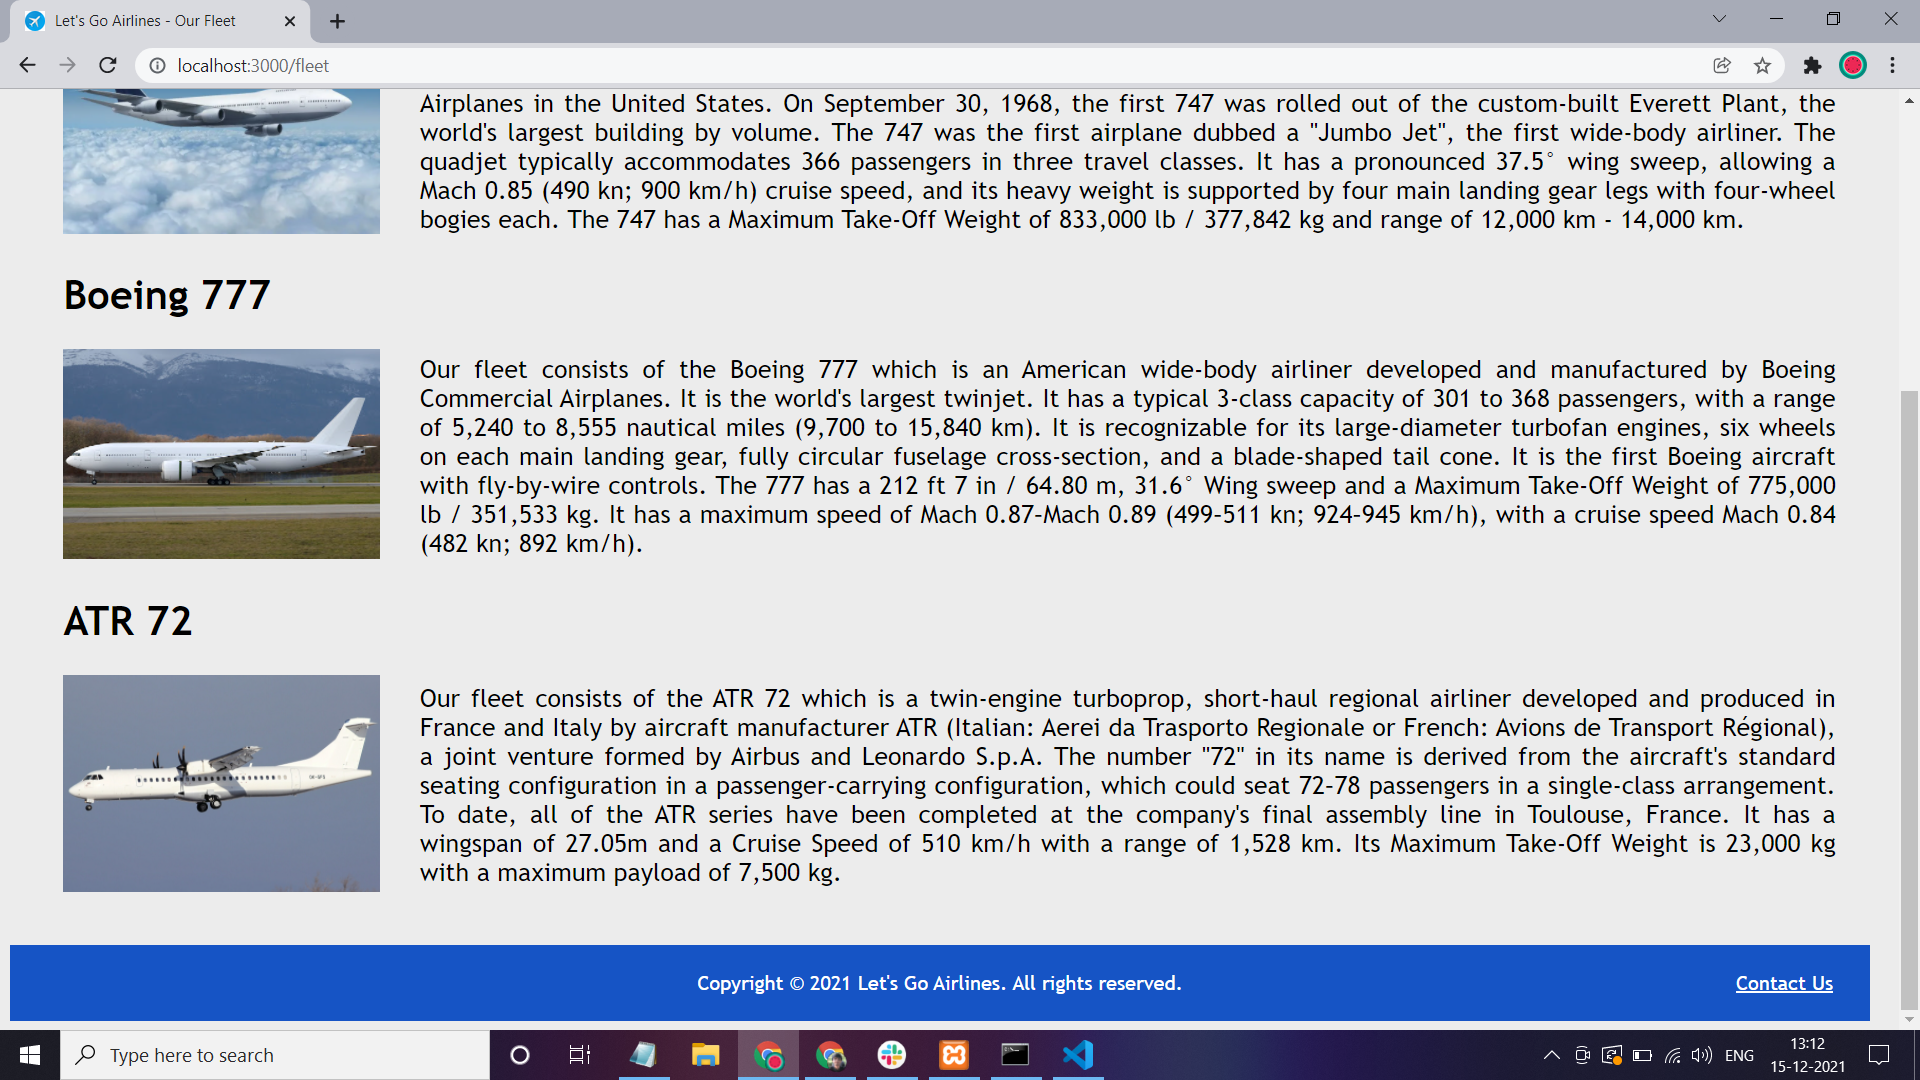 Let's Go Airlines - Our Fleet
localhost:3000/fleet
Airplanes in the United States. On September 30, 1968, the first 747 was rolled out of the custom-built Everett Plant, the
world's largest building by volume. The 747 was the first airplane dubbed a "Jumbo Jet", the first wide-body airliner. The
quadjet typically accommodates 366 passengers in three travel classes. It has a pronounced 37.5° wing sweep, allowing a
Mach 0.85 (490 kn; 900 km/h) cruise speed, and its heavy weight is supported by four main landing gear legs with four-wheel
bogies each. The 747 has a Maximum Take-Off Weight of 833,000 lb / 377,842 kg and range of 12,000 km - 14,000 km.
Boeing 777
Our fleet consists of the Boeing 777 which is an American wide-body airliner developed and manufactured by Boeing
Commercial Airplanes. It is the world's largest twinjet. It has a typical 3-class capacity of 301 to 368 passengers, with a range
of 5,240 to 8,555 nautical miles (9,700 to 15,840 km). It is recognizable for its large-diameter turbofan engines, six wheels
on each main landing gear, fully circular fuselage cross-section, and a blade-shaped tail cone. It is the first Boeing aircraft
with fly-by-wire controls. The 777 has a 212 ft 7 in / 64.80 m, 31.6° Wing sweep and a Maximum Take-Off Weight of 775,000
lb / 351,533 kg. It has a maximum speed of Mach 0.87–Mach 0.89 (499–511 kn; 924–945 km/h), with a cruise speed Mach 0.84
(482 kn; 892 km/h).
ATR 72
Our fleet consists of the ATR 72 which is a twin-engine turboprop, short-haul regional airliner developed and produced in
France and Italy by aircraft manufacturer ATR (Italian: Aerei da Trasporto Regionale or French: Avions de Transport Régional),
a joint venture formed by Airbus and Leonardo S.p.A. The number "72" in its name is derived from the aircraft's standard
seating configuration in a passenger-carrying configuration, which could seat 72–78 passengers in a single-class arrangement.
To date, all of the ATR series have been completed at the company's final assembly line in Toulouse, France. It has a
wingspan of 27.05m and a Cruise Speed of 510 km/h with a range of 1,528 km. Its Maximum Take-Off Weight is 23,000 kg
with a maximum payload of 7,500 kg.
Copyright © 2021 Let's Go Airlines. All rights reserved.
Contact Us
Type here to search
ENG
13:12
15-12-2021